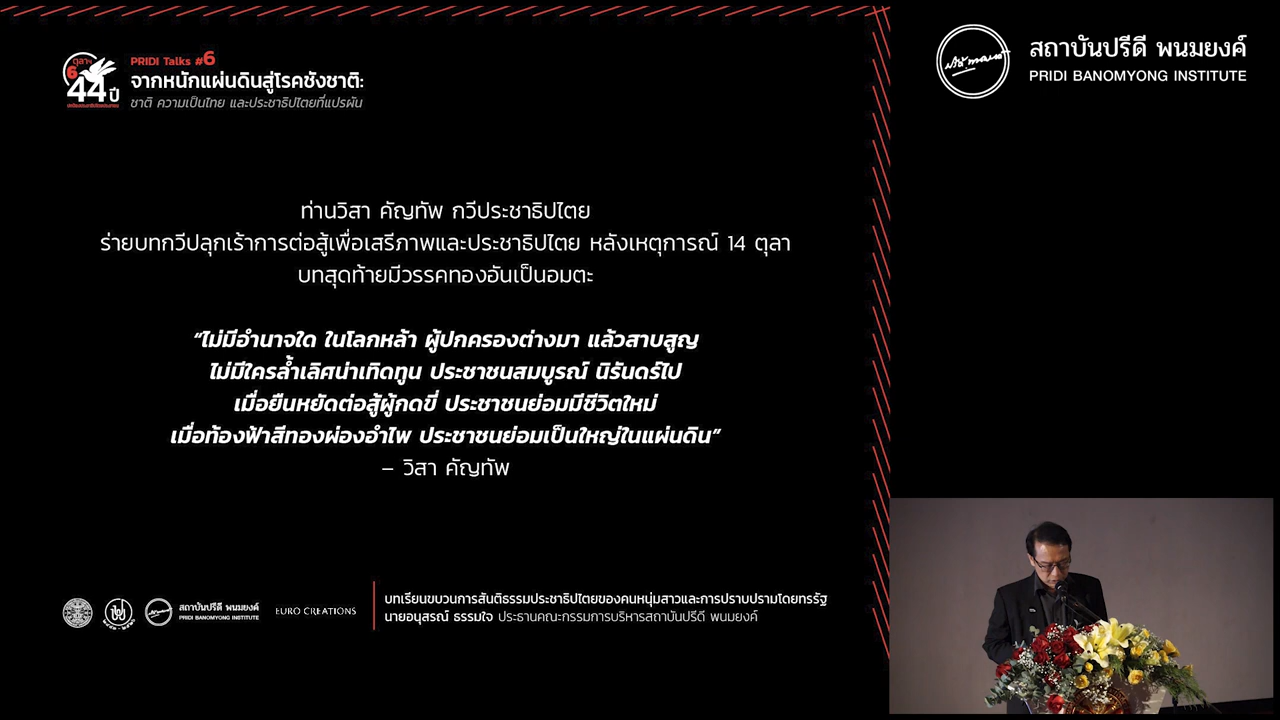 ตุลาฯ
6
44 ปี
PRIDI Talks #6
จากหนักแผ่นดินสู่โรคชังชาติ:
ชาติ ความเป็นไทย และประชาธิปไตยที่แปรผัน
สถาบันปรีดี พนมยงค์
PRIDI BANOMYONG INSTITUTE
ท่านวิสา คัญทัพ กวีประชาธิปไตย
ร่ายบทกวีปลุกเร้าการต่อสู้เพื่อเสรีภาพและประชาธิปไตย หลังเหตุการณ์ 14 ตุลา
บทสุดท้ายมีวรรคทองอันเป็นอมตะ
“ไม่มีอำนาจใด ในโลกหล้า ผู้ปกครองต่างมา แล้วสาบสูญ
ไม่มีใครล้ำเลิศน่าเทิดทูน ประชาชนสมบูรณ์ นิรันดร์ไป
เมื่อยืนหยัดต่อสู้ผู้กดขี่ ประชาชนย่อมมีชีวิตใหม่
เมื่อท้องฟ้าสีทองผ่องอำไพ ประชาชนย่อมเป็นใหญ่ในแผ่นดิน”
– วิสา คัญทัพ
สถาบันปรีดี พนมยงค์
PRIDI BANOMYONG INSTITUTE
EURO CREATIONS
บทเรียนขบวนการสันติธรรมประชาธิปไตยของคนหนุ่มสาวและการปราบปรามโดยทรรัฐ
นายอนุสรณ์ ธรรมใจ ประธานคณะกรรมการบริหารสถาบันปรีดี พนมยงค์